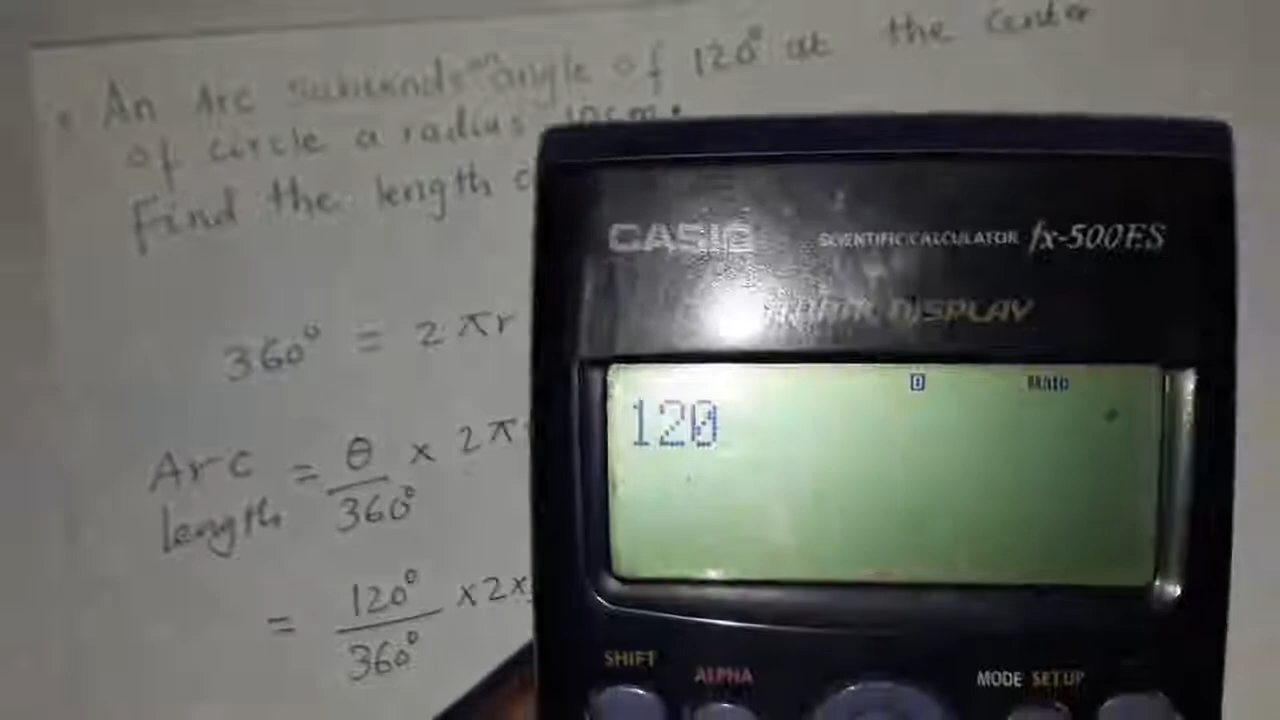 An Arc subtends an angle of 120° at the center
of circle a radius 10cm.
Find the length
360° = 2πr
Arc length = θ/360° × 2π
= 120°/360° × 2×
CASIO
SCIENTIFIC CALCULATOR fx-500ES
DISPLAY
D Math
120
SHIFT
ALPHA
MODE SETUP